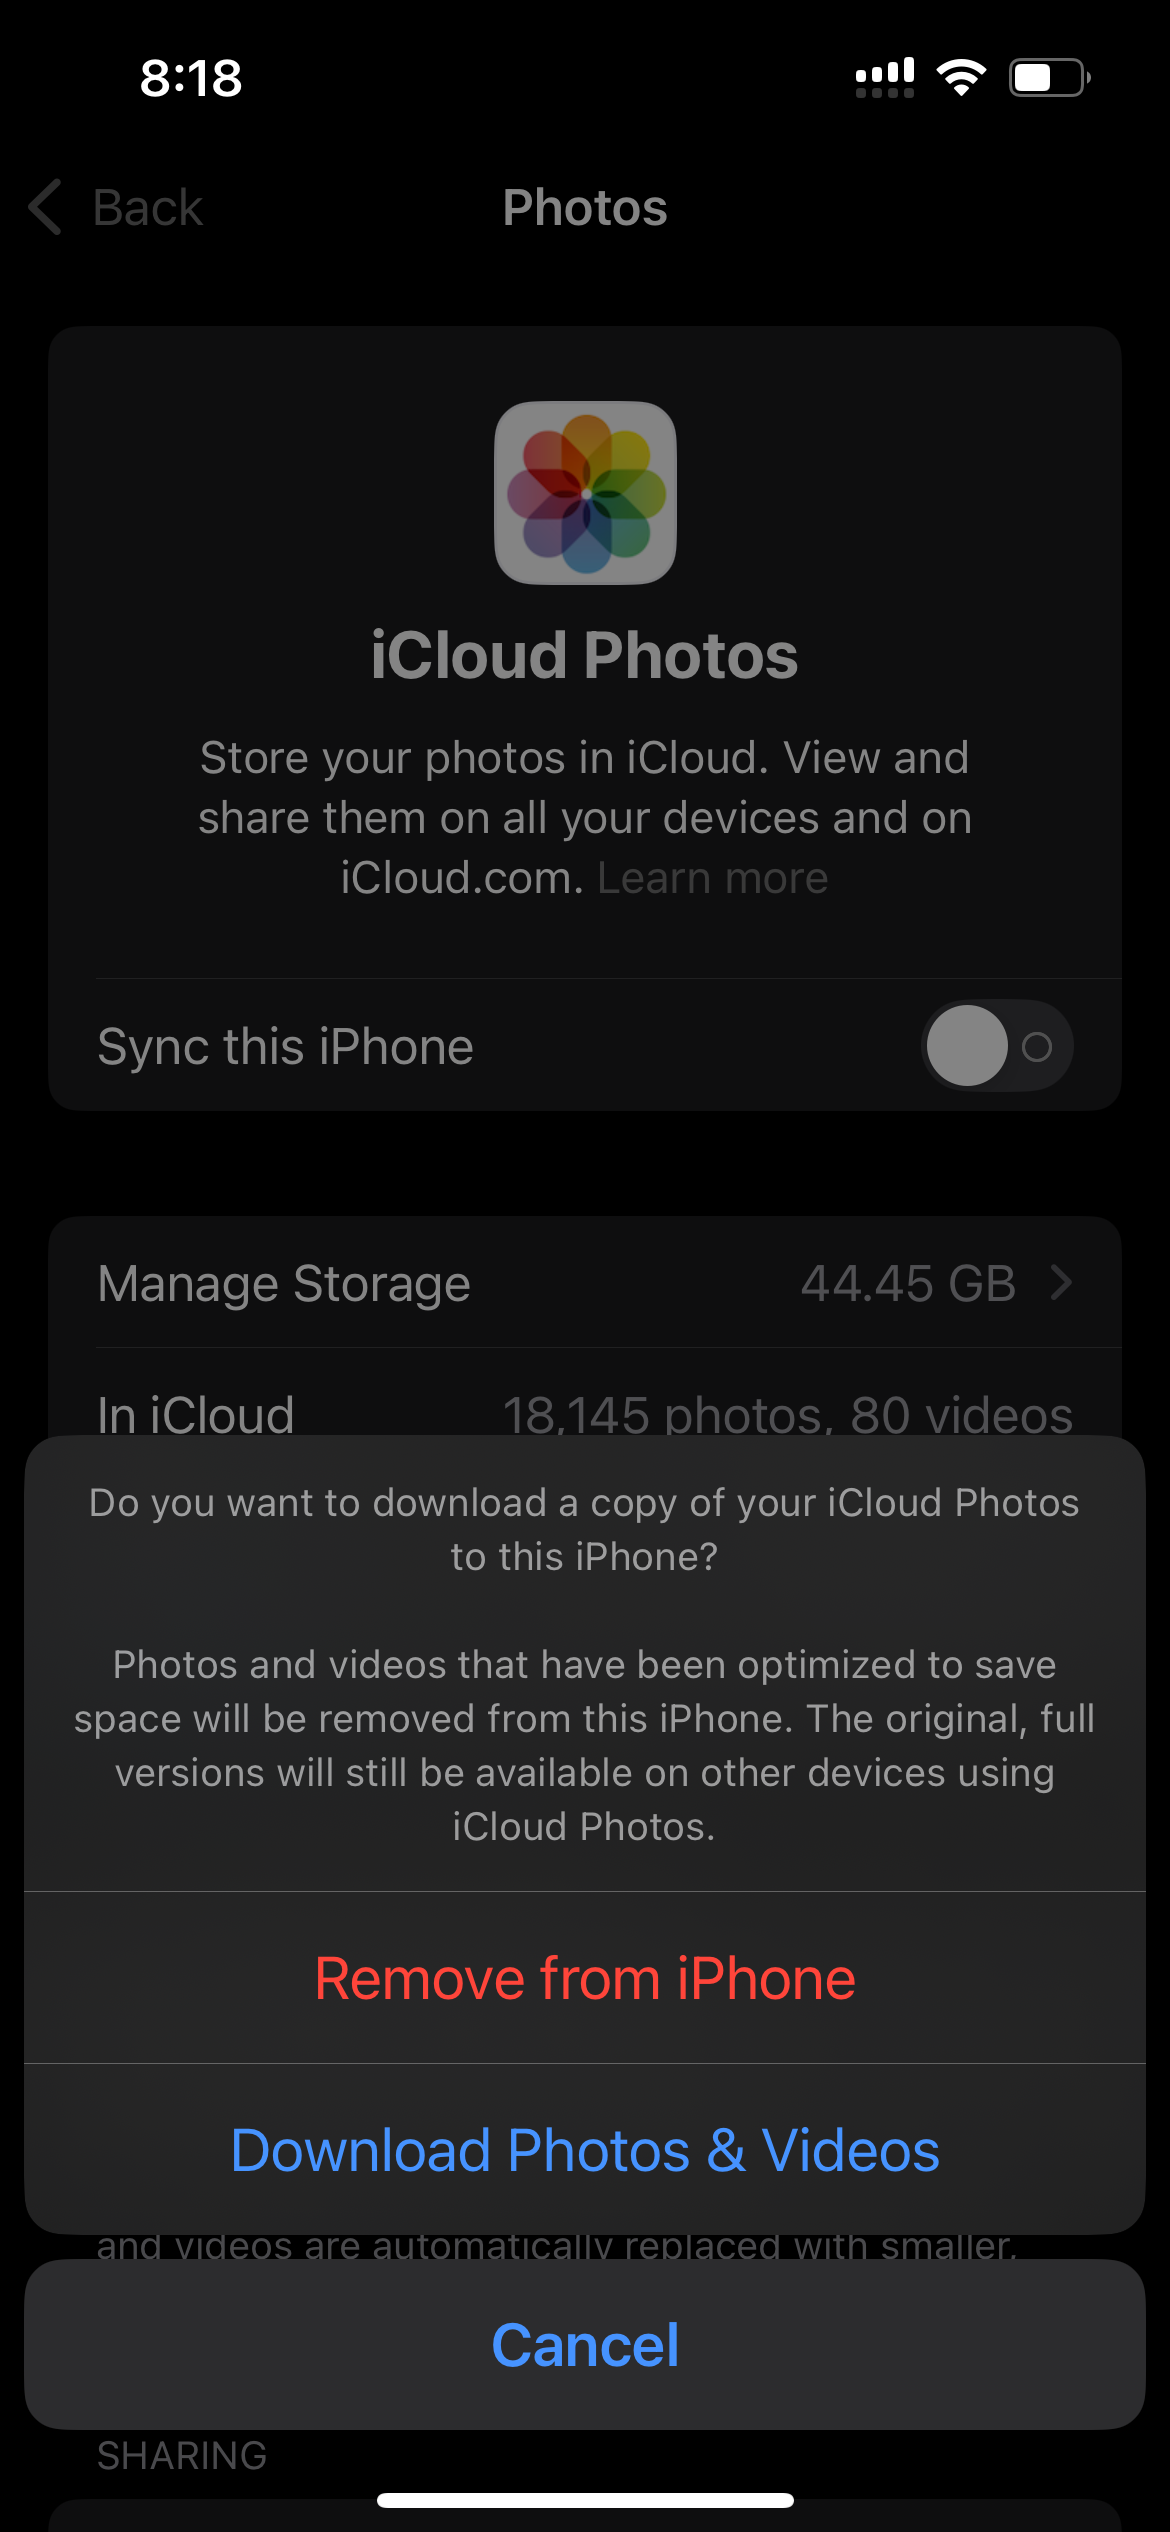 8:18
Back
Photos
iCloud Photos
Store your photos in iCloud. View and
share them on all your devices and on
iCloud.com. Learn more
Sync this iPhone
Manage Storage 44.45 GB
In iCloud 18,145 photos, 80 videos
Do you want to download a copy of your iCloud Photos
to this iPhone?
Photos and videos that have been optimized to save
space will be removed from this iPhone. The original, full
versions will still be available on other devices using
iCloud Photos.
Remove from iPhone
Download Photos & Videos
and videos are automatically replaced with smaller,
Cancel
SHARING